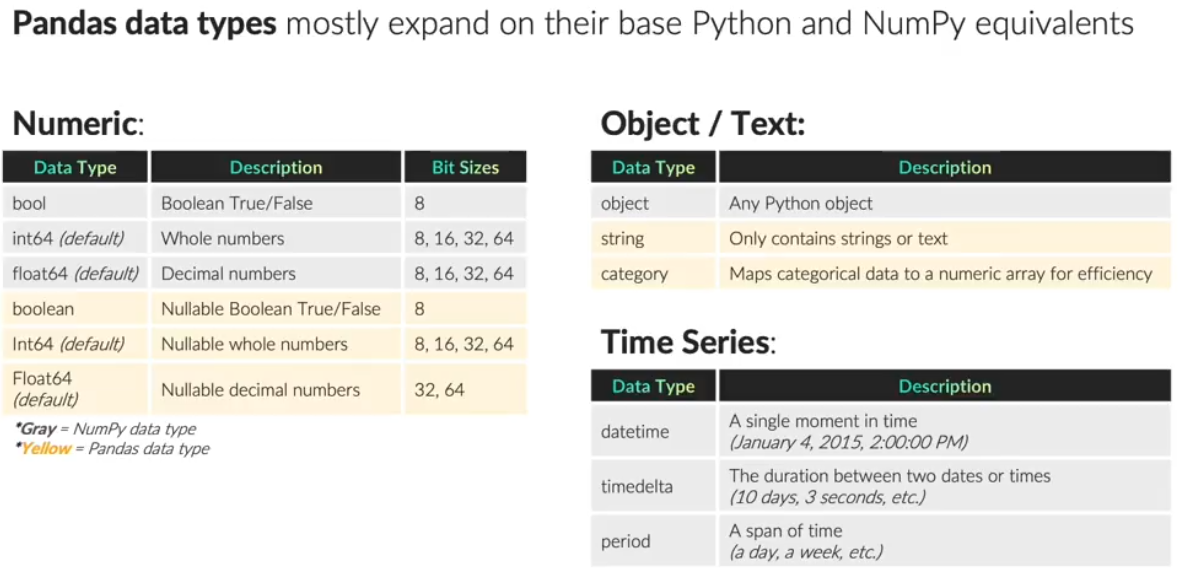 Pandas data types mostly expand on their base Python and NumPy equivalents
Numeric:
Data Type Description Bit Sizes
bool Boolean True/False 8
int64 (default) Whole numbers 8, 16, 32, 64
float64 (default) Decimal numbers 8, 16, 32, 64
boolean Nullable Boolean True/False 8
Int64 (default) Nullable whole numbers 8, 16, 32, 64
Float64
(default) Nullable decimal numbers 32, 64
*Gray = NumPy data type
*Yellow = Pandas data type
Object / Text:
Data Type Description
object Any Python object
string Only contains strings or text
category Maps categorical data to a numeric array for efficiency
Time Series:
Data Type Description
datetime A single moment in time
(January 4, 2015, 2:00:00 PM)
timedelta The duration between two dates or times
(10 days, 3 seconds, etc.)
period A span of time
(a day, a week, etc.)